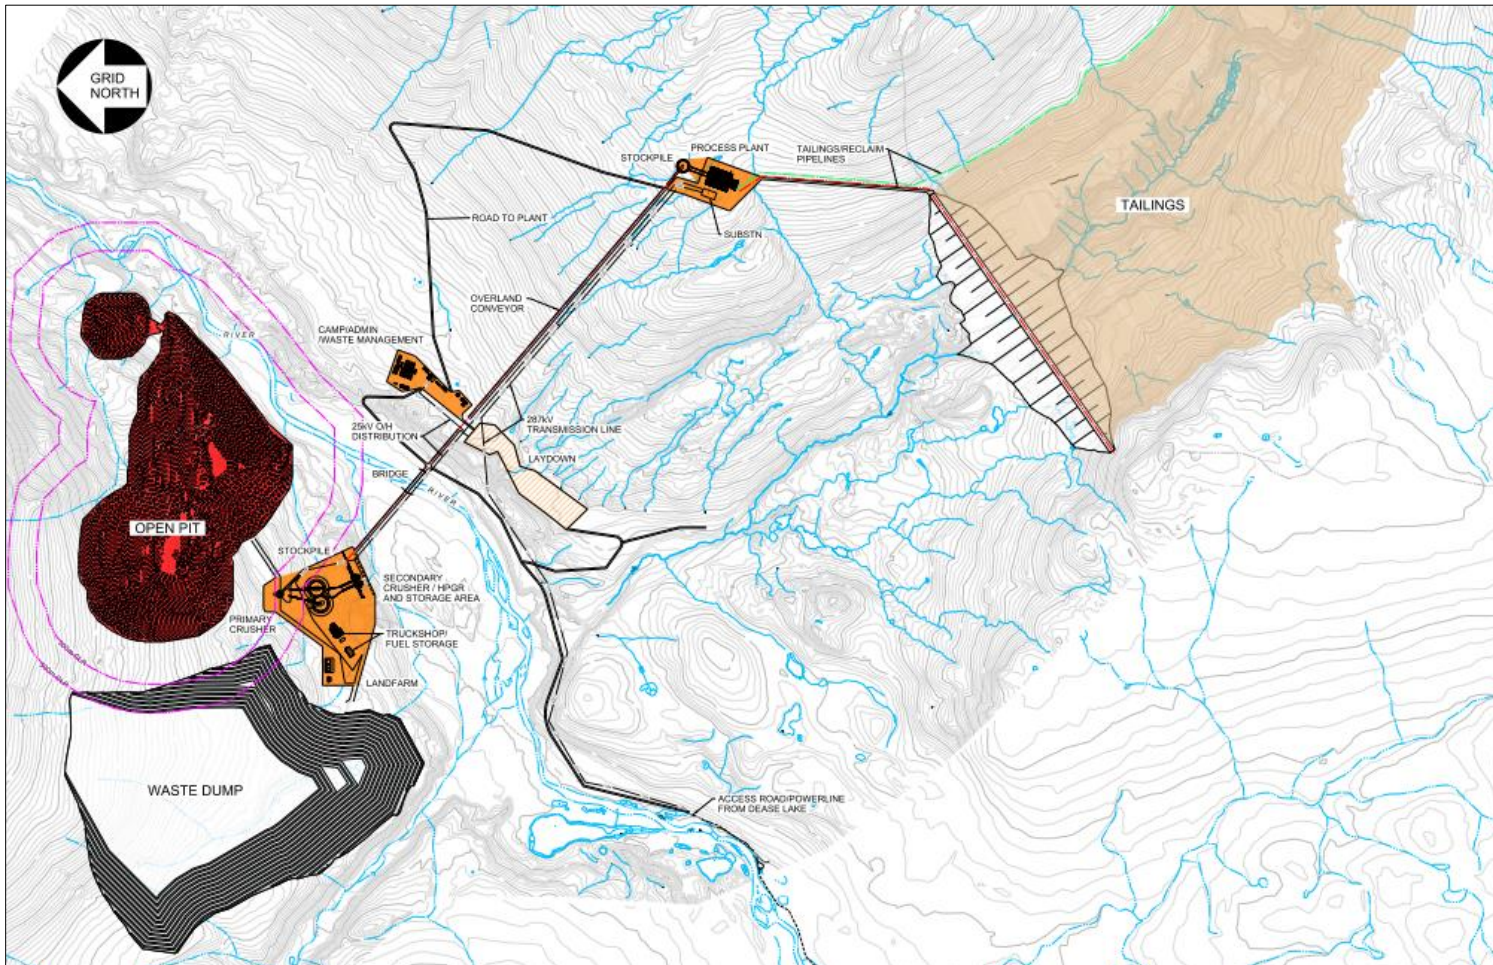 GRID
NORTH
STOCKPILE
PROCESS PLANT
TAILINGS/RECLAIM
PIPELINES
TAILINGS
ROAD TO PLANT
SUBSTN
OVERLAND
CONVEYOR
RIVER
CAMP/ADMIN
/WASTE MANAGEMENT
25kV O/H
DISTRIBUTION
287kV
TRANSMISSION LINE
LAYDOWN
BRIDGE
RIVER
OPEN PIT
STOCKPILE
SECONDARY
CRUSHER / HPGR
AND STORAGE AREA
PRIMARY
CRUSHER
TRUCKSHOP/
FUEL STORAGE
LANDFARM
WASTE DUMP
ACCESS ROAD/POWERLINE
FROM DEASE LAKE